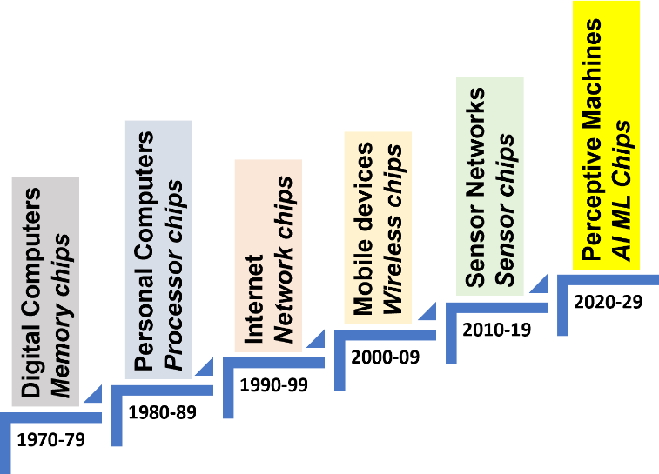 Digital Computers
Memory chips
1970-79
Personal Computers
Processor chips
1980-89
Internet
Network chips
1990-99
Mobile devices
Wireless chips
2000-09
Sensor Networks
Sensor chips
2010-19
Perceptive Machines
AI ML Chips
2020-29